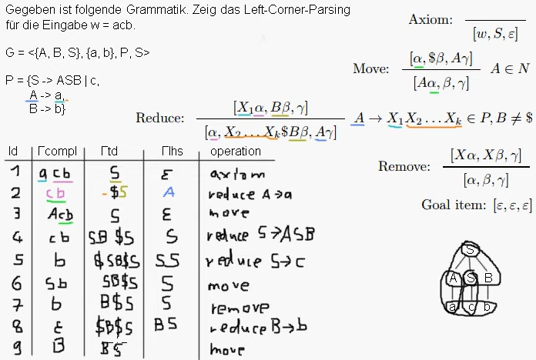 Gegeben ist folgende Grammatik. Zeig das Left-Corner-Parsing
für die Eingabe w = acb.
G = <{A, B, S}, {a, b}, P, S>
P = {S -> ASB | c,
A -> a,
B -> b}
Axiom: / [w, S, ε]
Move: [α, $β, Aγ] / [Aα, β, γ] A ∈ N
Reduce: [X₁α, Bβ, γ] / [α, X₂…Xₖ$Bβ, Aγ] A → X₁X₂…Xₖ ∈ P, B ≠ $
Remove: [Xα, Xβ, γ] / [α, β, γ]
Goal item: [ε, ε, ε]
Id Γcompl Γtd Γlhs operation
1 acb S ε axiom
2 cb -$S A reduce A→a
3 Acb S ε move
4 cb SB$S S reduce S→ASB
5 b $SB$S SS reduce S→c
6 Sb SB$S S move
7 b B$S S remove
8 ε $B$S BS reduce B→b
9 B B$ move
S
A S B
a c b